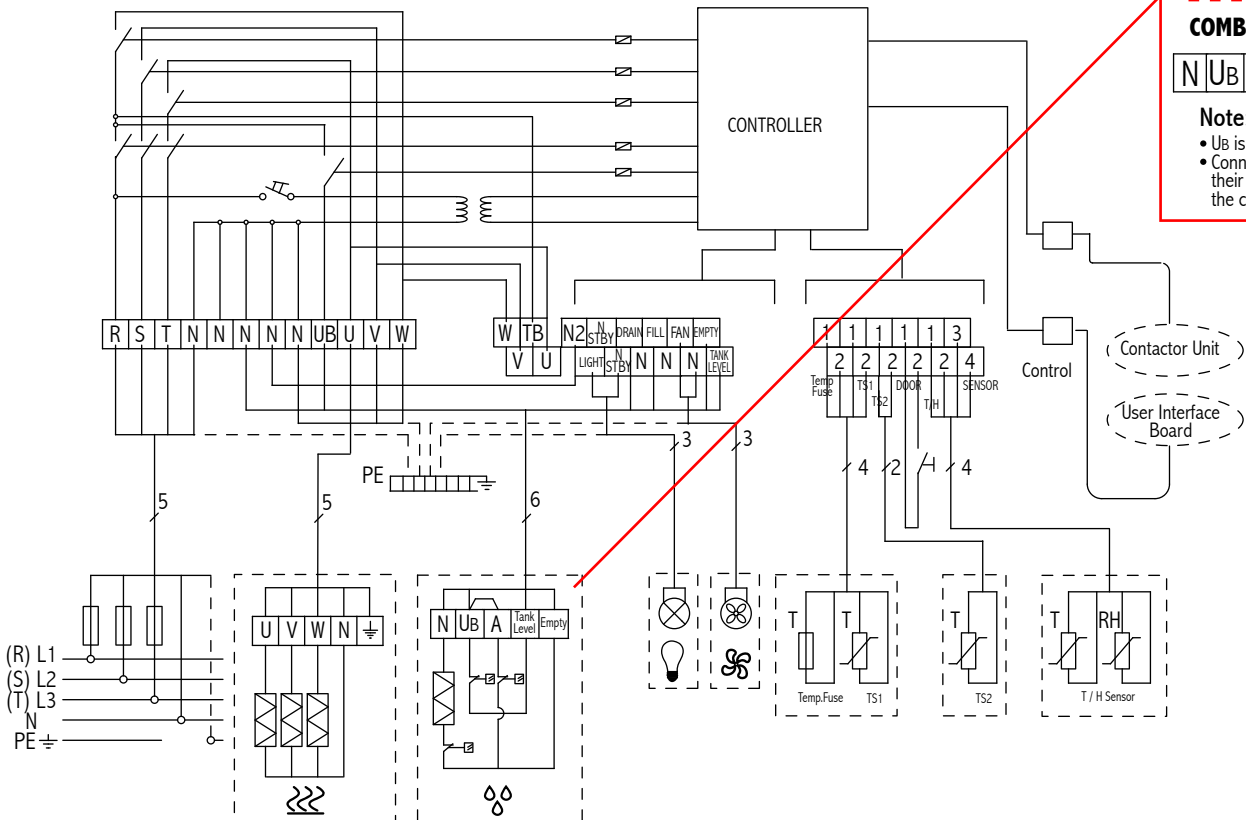 COMB
N UB
Note
• UB is
• Conn
their
the c
CONTROLLER
R S T N N N N N UB U V W
W TB
V U
N2 N STBY DRAIN FILL FAN EMPTY
LIGHT N STBY N N N TANK LEVEL
1 1 1 1 1 3
2 2 2 2 2 4
Temp Fuse TS1 TS2 DOOR T/H SENSOR
Control
Contactor Unit
User Interface
Board
PE
3 3
4 2 4
5 5 6
(R) L1
(S) L2
(T) L3
N
PE
U V W N
N UB A Tank Level Empty
T T
Temp.Fuse TS1
T
TS2
T RH
T / H Sensor